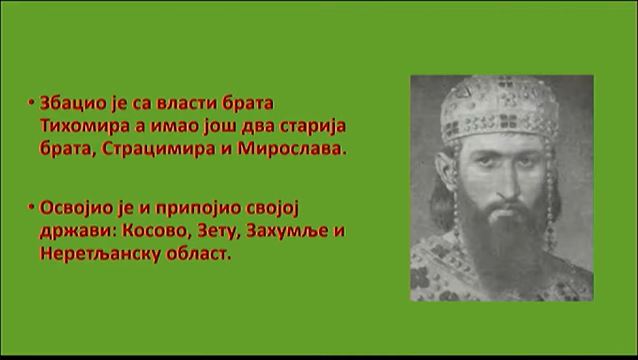 • Збацио је са власти брата
Тихомира а имао још два старија
брата, Страцимира и Мирослава.
• Освојио је и припојио својој
држави: Косово, Зету, Захумље и
Неретљанску област.